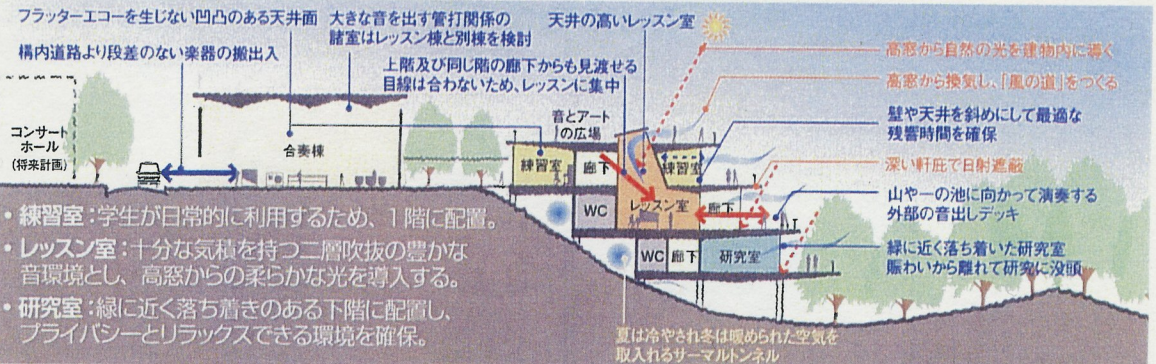 フラッターエコーを生じない凹凸のある天井面
大きな音を出す管打関係の
諸室はレッスン棟と別棟を検討
天井の高いレッスン室
構内道路より段差のない楽器の搬出入
上階及び同じ階の廊下からも見渡せる
目線は合わないため、レッスンに集中
高窓から自然の光を建物内に導く
高窓から換気し、「風の道」をつくる
壁や天井を斜めにして最適な
残響時間を確保
深い軒庇で日射遮蔽
山や一の池に向かって演奏する
外部の音出しデッキ
緑に近く落ち着いた研究室
賑わいから離れて研究に没頭
コンサート
ホール
(将来計画)
合奏棟
音とアート
の広場
練習室
廊下
練習室
WC
レッスン室
廊下
WC
廊下
研究室
• 練習室：学生が日常的に利用するため、1階に配置。
• レッスン室：十分な気積を持つ二層吹抜の豊かな
音環境とし、高窓からの柔らかな光を導入する。
• 研究室：緑に近く落ち着きのある下階に配置し、
プライバシーとリラックスできる環境を確保。
夏は冷やされ冬は暖められた空気を
取入れるサーマルトンネル